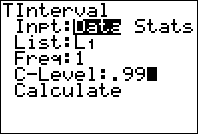 TInterval
Inpt:Data Stats
List:L₁
Freq:1
C-Level:.99
Calculate